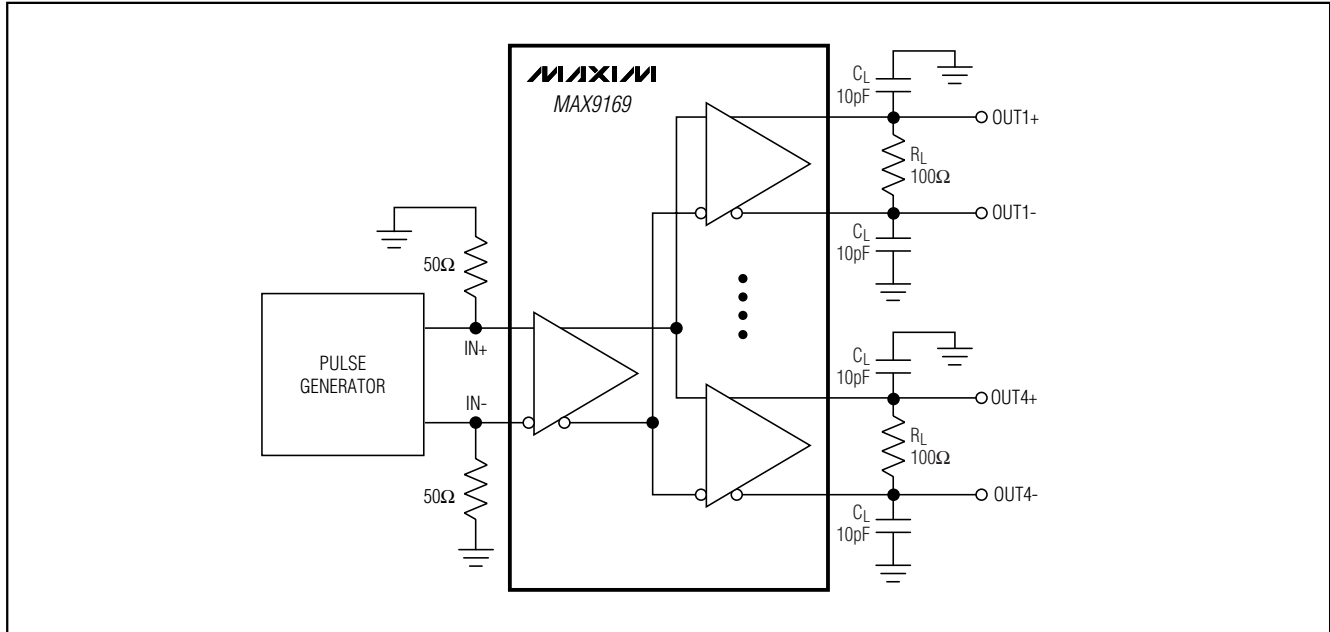 MAXIM
MAX9169
CL
10pF
OUT1+
RL
100Ω
OUT1-
CL
10pF
50Ω
IN+
PULSE
GENERATOR
IN-
50Ω
CL
10pF
OUT4+
RL
100Ω
OUT4-
CL
10pF